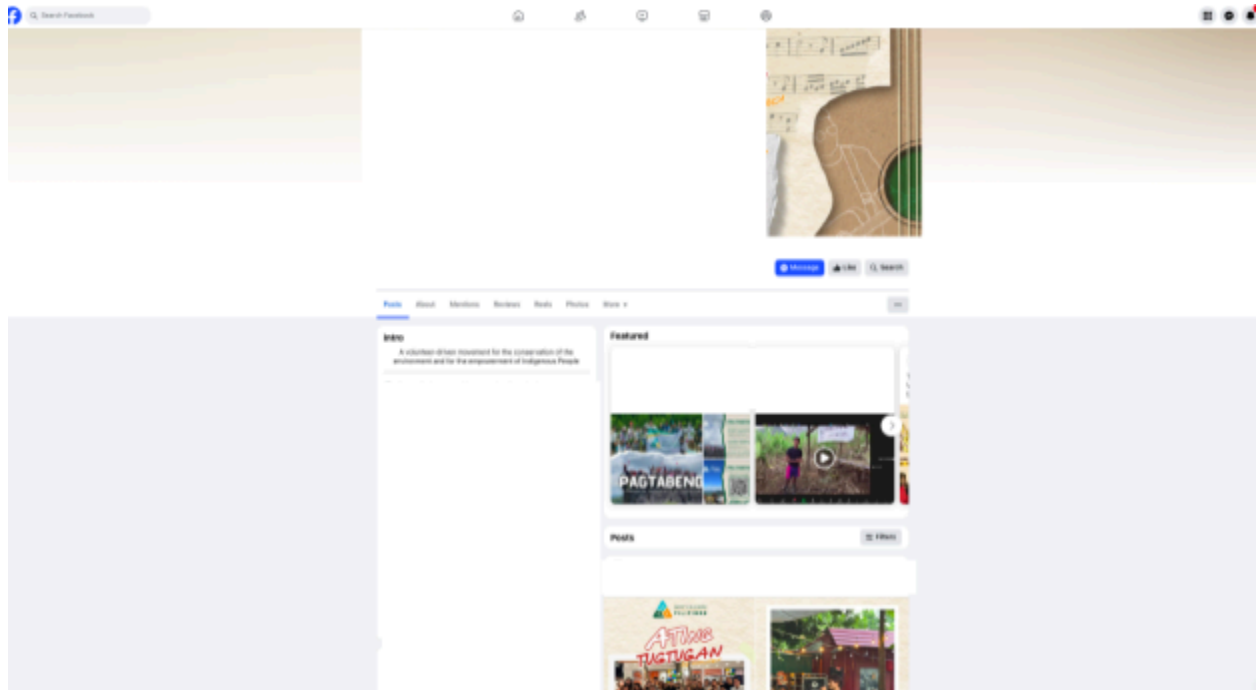 Search Facebook
Message
Like
Search
Posts
About
Mentions
Reviews
Reels
Photos
More
Intro
A volunteer-driven movement for the conservation of the
environment and for the empowerment of Indigenous People
Featured
PAGTABENG
Posts
Filters
ATING
TUGTUGAN